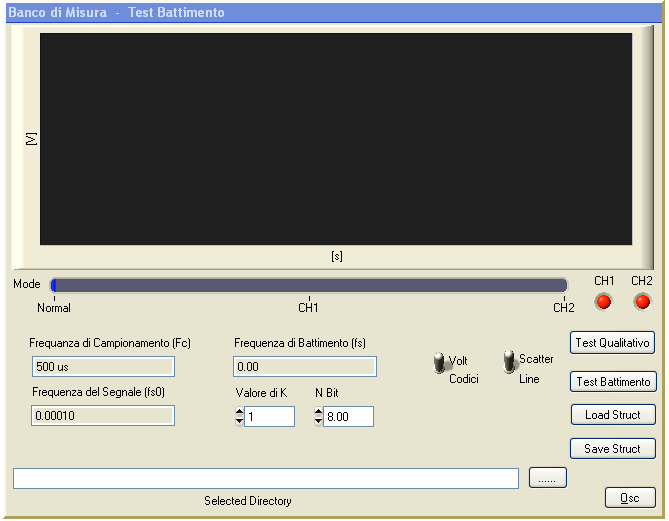 Banco di Misura - Test Battimento
[V]
[s]
Mode
Normal
CH1
CH2
CH1
CH2
Frequanza di Campionamento (Fc)
500 us
Frequenza di Battimento (fs)
0.00
Volt
Codici
Scatter
Line
Test Qualitativo
Frequenza del Segnale (fs0)
0.00010
Valore di K
1
N Bit
8.00
Test Battimento
Load Struct
Save Struct
......
Selected Directory
Osc